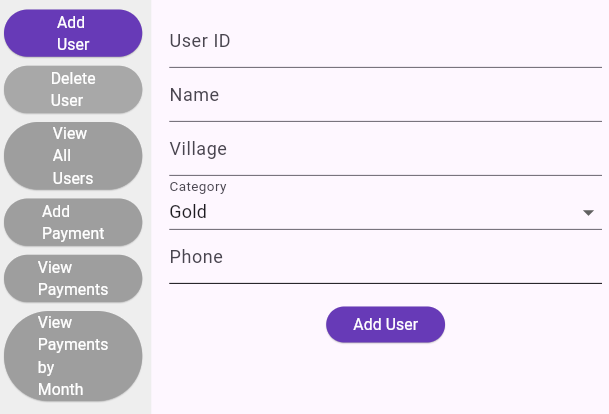 Add
User
Delete
User
View
All
Users
Add
Payment
View
Payments
View
Payments
by
Month
User ID
Name
Village
Category
Gold
Phone
Add User